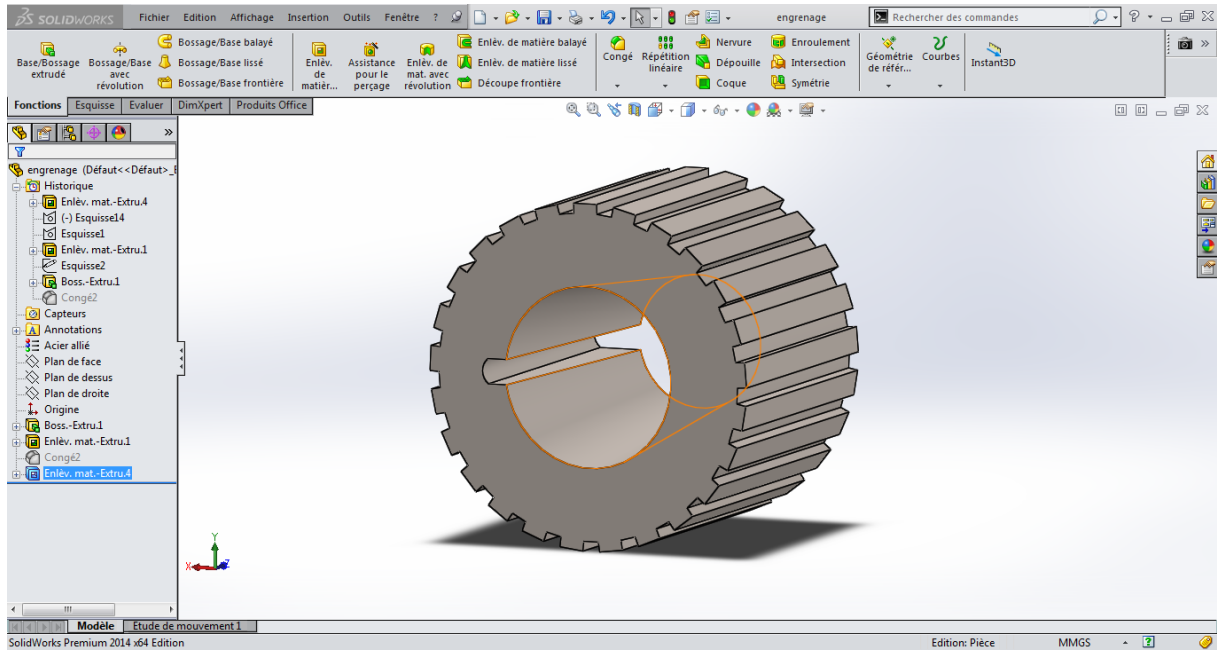 SOLIDWORKS Fichier Edition Affichage Insertion Outils Fenêtre ? engrenage Rechercher des commandes
Base/Bossage extrudé
Bossage/Base avec révolution
Bossage/Base balayé
Bossage/Base lissé
Bossage/Base frontière
Enlèv. de matièr...
Assistance pour le perçage
Enlèv. de mat. avec révolution
Enlèv. de matière balayé
Enlèv. de matière lissé
Découpe frontière
Congé
Répétition linéaire
Nervure
Dépouille
Coque
Enroulement
Intersection
Symétrie
Géométrie de référ...
Courbes
Instant3D
Fonctions Esquisse Evaluer DimXpert Produits Office
engrenage (Défaut<<Défaut>_
Historique
Enlèv. mat.-Extru.4
(-) Esquisse14
Esquisse1
Enlèv. mat.-Extru.1
Esquisse2
Boss.-Extru.1
Congé2
Capteurs
Annotations
Acier allié
Plan de face
Plan de dessus
Plan de droite
Origine
Boss.-Extru.1
Enlèv. mat.-Extru.1
Congé2
Enlèv. mat.-Extru.4
Y
X
Z
Modèle Etude de mouvement 1
SolidWorks Premium 2014 x64 Edition Edition: Pièce MMGS